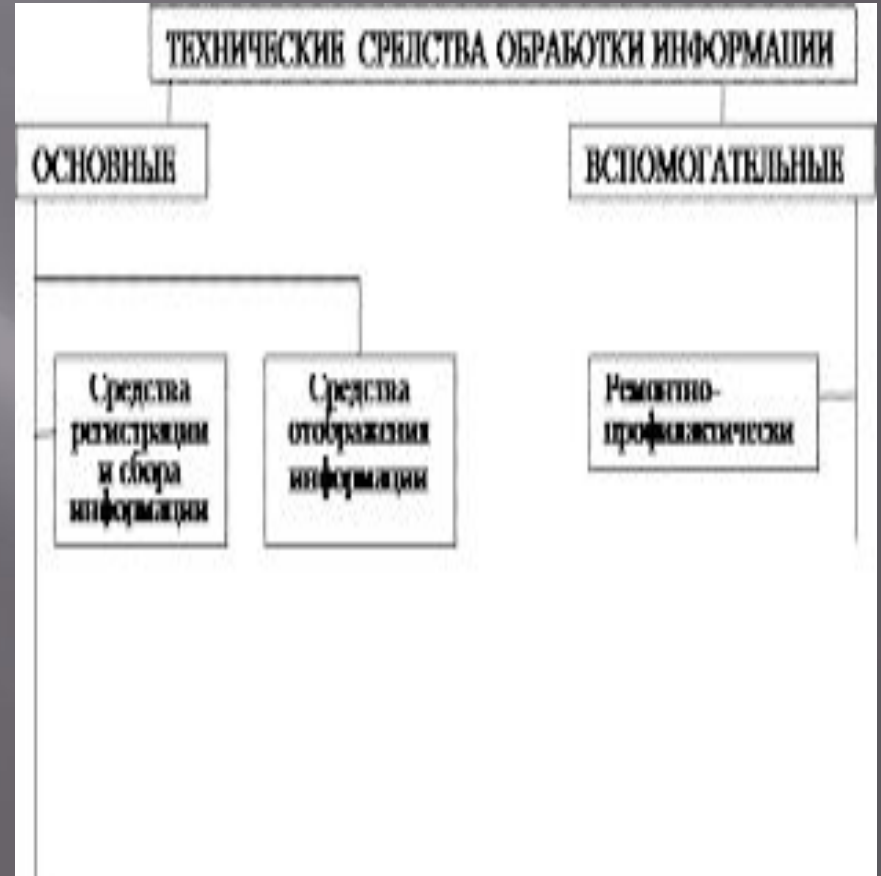 ТЕХНИЧЕСКИЕ СРЕДСТВА ОБРАБОТКИ ИНФОРМАЦИИ
ОСНОВНЫЕ
ВСПОМОГАТЕЛЬНЫЕ
Средства
регистрации
и сбора
информации
Средства
отображения
информации
Ремонтно-
профилактически